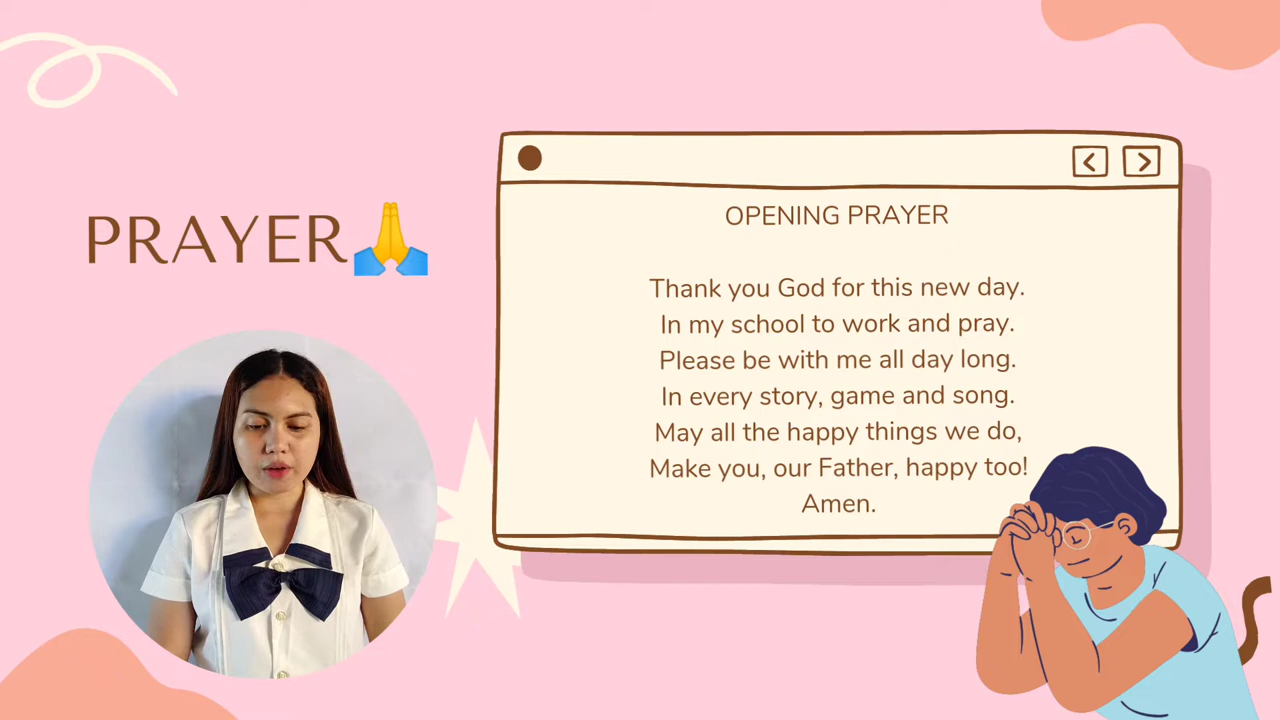 PRAYER
OPENING PRAYER
Thank you God for this new day.
In my school to work and pray.
Please be with me all day long.
In every story, game and song.
May all the happy things we do,
Make you, our Father, happy too!
Amen.